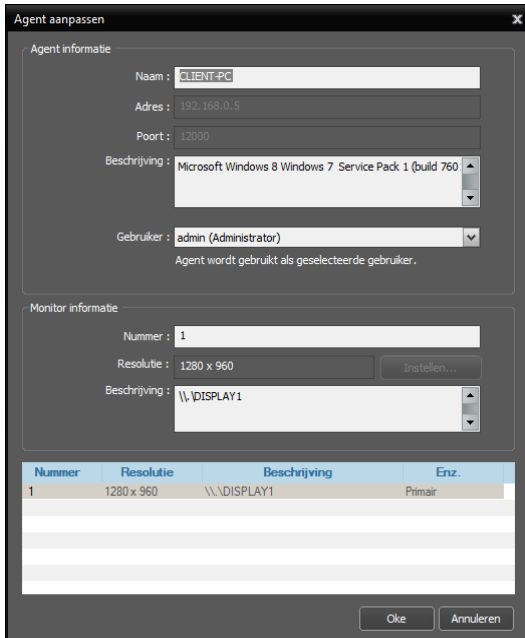 Agent aanpassen
Agent informatie
Naam : CLIENT-PC
Adres : 192.168.0.5
Poort : 12000
Beschrijving : Microsoft Windows 8 Windows 7 Service Pack 1 (build 760
Gebruiker : admin (Administrator)
Agent wordt gebruikt als geselecteerde gebruiker.
Monitor informatie
Nummer : 1
Resolutie : 1280 x 960 Instellen...
Beschrijving : \\.\DISPLAY1
Nummer Resolutie Beschrijving Enz.
1 1280 x 960 \\.\DISPLAY1 Primair
Oke Annuleren